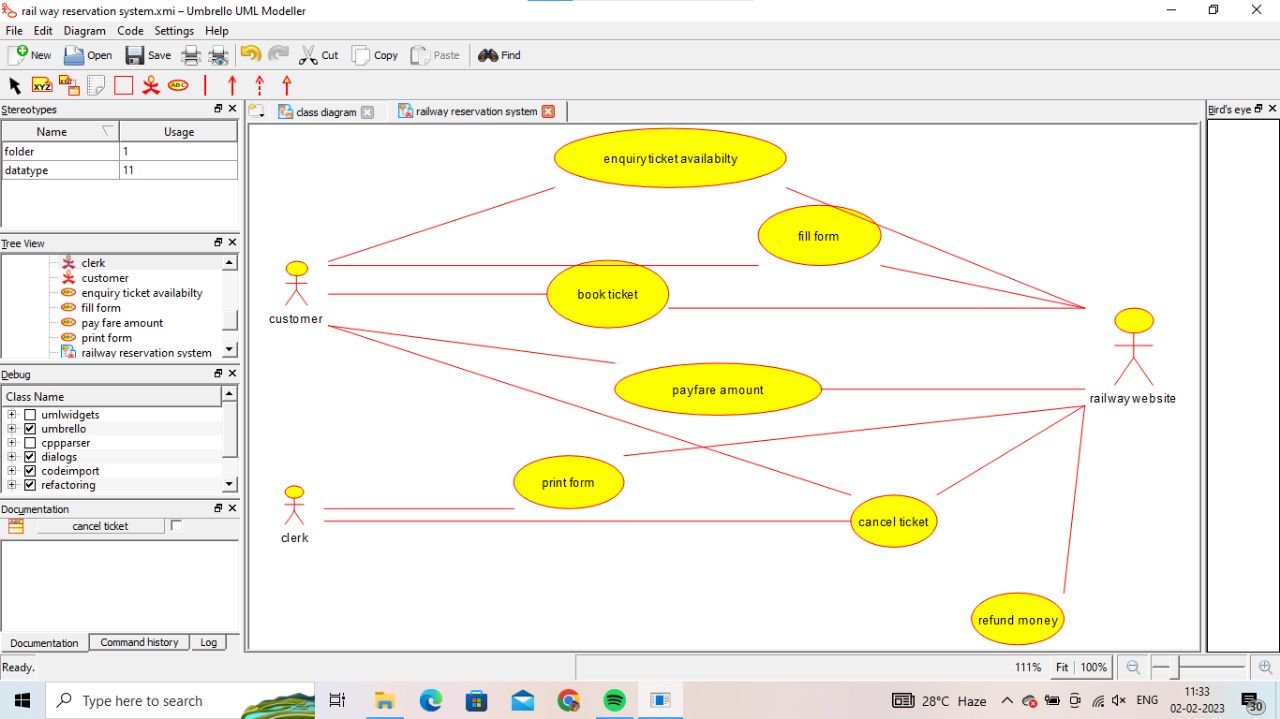 rail way reservation system.xmi – Umbrello UML Modeller
File Edit Diagram Code Settings Help
New Open Save Cut Copy Paste Find
XYZ ABC
Stereotypes
Name Usage
folder 1
datatype 11
Tree View
clerk
customer
enquiry ticket availabilty
fill form
pay fare amount
print form
railway reservation system
Debug
Class Name
umlwidgets
umbrello
cppparser
dialogs
codeimport
refactoring
Documentation
cancel ticket
Documentation Command history Log
Ready.
class diagram railway reservation system
enquiry ticket availabilty
fill form
book ticket
customer
pay fare amount
railway website
print form
clerk
cancel ticket
refund money
Bird's eye
111% Fit 100%
Type here to search
28°C Haze
ENG
11:33
02-02-2023
30